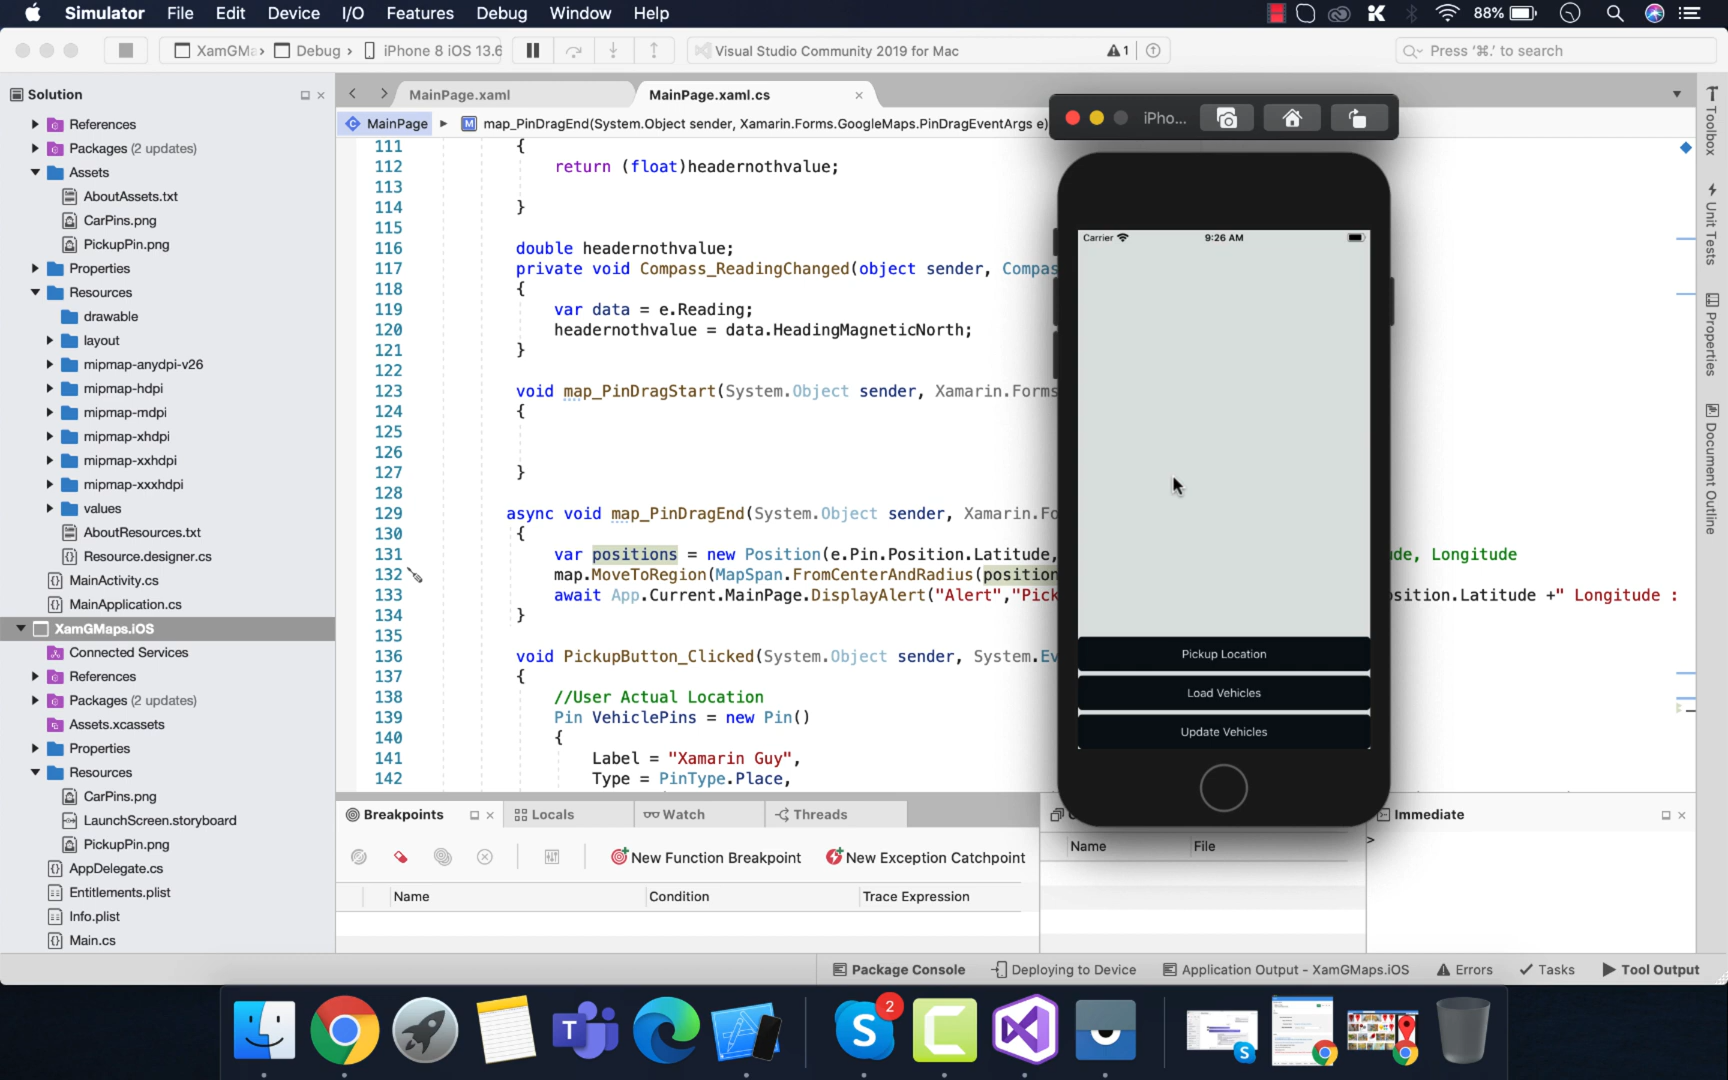 Simulator File Edit Device I/O Features Debug Window Help 88%
XamGMa› Debug › iPhone 8 iOS 13.6 Visual Studio Community 2019 for Mac 1 Press ‘⌘.’ to search
Solution
References
Packages (2 updates)
Assets
AboutAssets.txt
CarPins.png
PickupPin.png
Properties
Resources
drawable
layout
mipmap-anydpi-v26
mipmap-hdpi
mipmap-mdpi
mipmap-xhdpi
mipmap-xxhdpi
mipmap-xxxhdpi
values
AboutResources.txt
Resource.designer.cs
MainActivity.cs
MainApplication.cs
XamGMaps.iOS
Connected Services
References
Packages (2 updates)
Assets.xcassets
Properties
Resources
CarPins.png
LaunchScreen.storyboard
PickupPin.png
AppDelegate.cs
Entitlements.plist
Info.plist
Main.cs
MainPage.xaml MainPage.xaml.cs
MainPage map_PinDragEnd(System.Object sender, Xamarin.Forms.GoogleMaps.PinDragEventArgs e)
111 {
112 return (float)headernothvalue;
113
114 }
115
116 double headernothvalue;
117 private void Compass_ReadingChanged(object sender, Compas
118 {
119 var data = e.Reading;
120 headernothvalue = data.HeadingMagneticNorth;
121 }
122
123 void map_PinDragStart(System.Object sender, Xamarin.Forms
124 {
125
126
127 }
128
129 async void map_PinDragEnd(System.Object sender, Xamarin.Fo
130 {
131 var positions = new Position(e.Pin.Position.Latitude, de, Longitude
132 map.MoveToRegion(MapSpan.FromCenterAndRadius(position
133 await App.Current.MainPage.DisplayAlert("Alert","Pick sition.Latitude +" Longitude :
134 }
135
136 void PickupButton_Clicked(System.Object sender, System.Ev
137 {
138 //User Actual Location
139 Pin VehiclePins = new Pin()
140 {
141 Label = "Xamarin Guy",
142 Type = PinType.Place,
iPho...
Carrier 9:26 AM
Pickup Location
Load Vehicles
Update Vehicles
Toolbox
Unit Tests
Properties
Document Outline
Breakpoints Locals Watch Threads
New Function Breakpoint New Exception Catchpoint
Name Condition Trace Expression
Name File
Immediate
>
Package Console Deploying to Device Application Output - XamGMaps.iOS Errors Tasks Tool Output
T
S 2
S